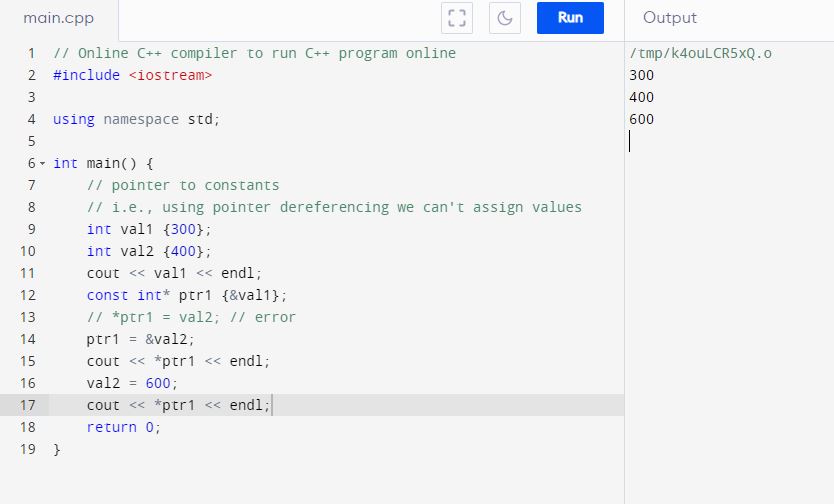 main.cpp
Run
Output
1 // Online C++ compiler to run C++ program online
2 #include <iostream>
3
4 using namespace std;
5
6 int main() {
7     // pointer to constants
8     // i.e., using pointer dereferencing we can't assign values
9     int val1 {300};
10     int val2 {400};
11     cout << val1 << endl;
12     const int* ptr1 {&val1};
13     // *ptr1 = val2; // error
14     ptr1 = &val2;
15     cout << *ptr1 << endl;
16     val2 = 600;
17     cout << *ptr1 << endl;
18     return 0;
19 }
/tmp/k4ouLCR5xQ.o
300
400
600